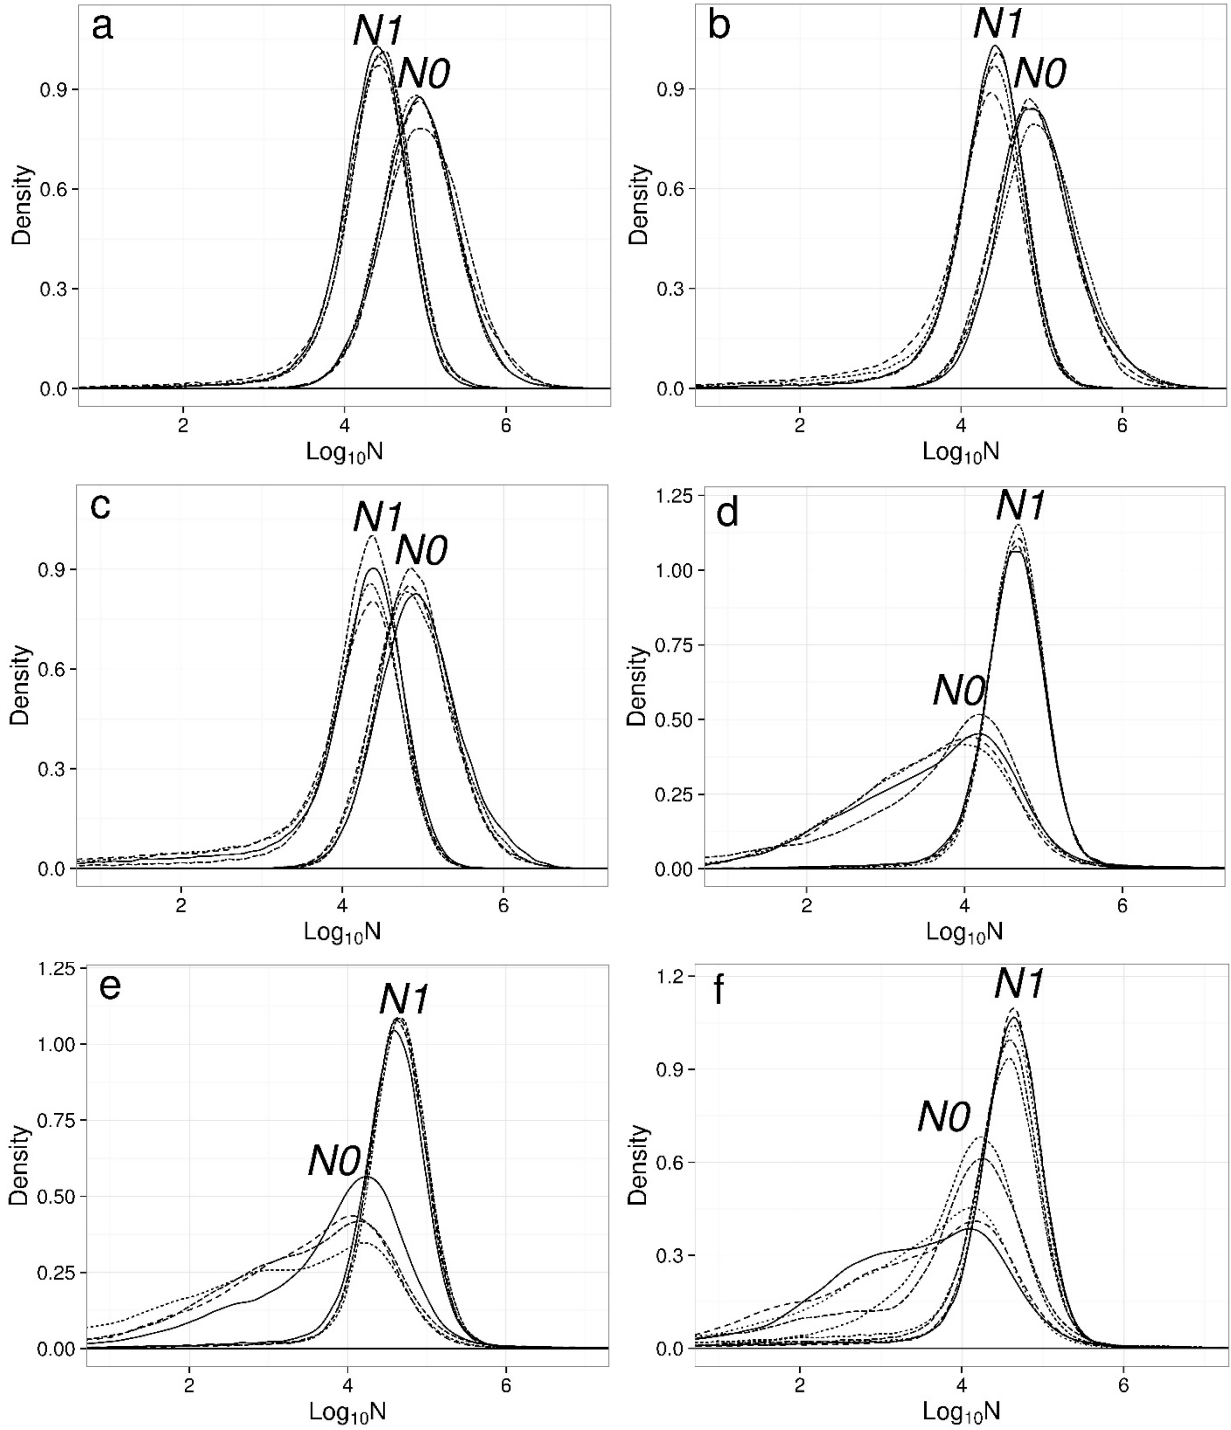 a
N1
N0
Density
0.9
0.6
0.3
0.0
2 4 6
Log₁₀N
b
N1
N0
Density
0.9
0.6
0.3
0.0
2 4 6
Log₁₀N
c
N1
N0
Density
0.9
0.6
0.3
0.0
2 4 6
Log₁₀N
d
N1
N0
Density
1.25
1.00
0.75
0.50
0.25
0.00
2 4 6
Log₁₀N
e
N1
N0
Density
1.25
1.00
0.75
0.50
0.25
0.00
2 4 6
Log₁₀N
f
N1
N0
Density
1.2
0.9
0.6
0.3
0.0
2 4 6
Log₁₀N